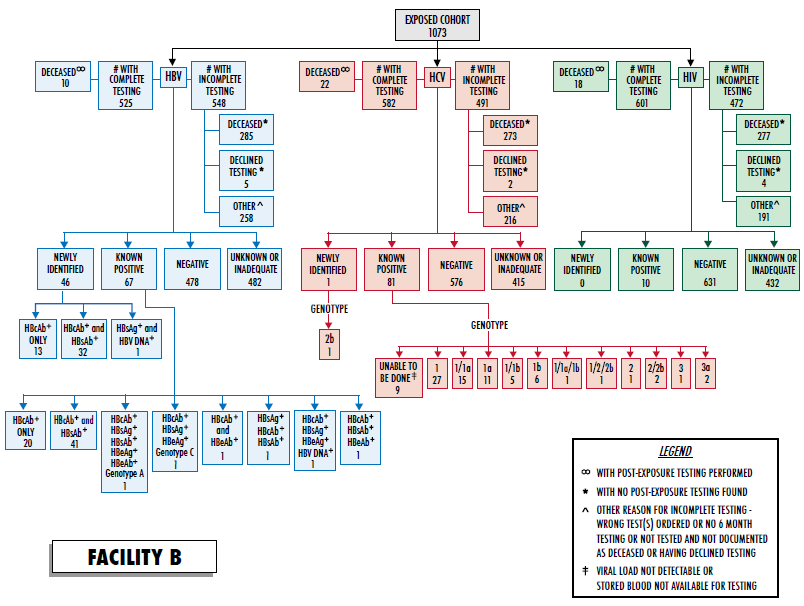 EXPOSED COHORT
1073
DECEASED∞
10
# WITH
COMPLETE
TESTING
525
HBV
# WITH
INCOMPLETE
TESTING
548
DECEASED*
285
DECLINED
TESTING *
5
OTHER ^
258
DECEASED∞
22
# WITH
COMPLETE
TESTING
582
HCV
# WITH
INCOMPLETE
TESTING
491
DECEASED*
273
DECLINED
TESTING*
2
OTHER^
216
DECEASED∞
18
# WITH
COMPLETE
TESTING
601
HIV
# WITH
INCOMPLETE
TESTING
472
DECEASED*
277
DECLINED
TESTING*
4
OTHER^
191
NEWLY
IDENTIFIED
46
KNOWN
POSITIVE
67
NEGATIVE
478
UNKNOWN OR
INADEQUATE
482
NEWLY
IDENTIFIED
1
KNOWN
POSITIVE
81
NEGATIVE
576
UNKNOWN OR
INADEQUATE
415
NEWLY
IDENTIFIED
0
KNOWN
POSITIVE
10
NEGATIVE
631
UNKNOWN OR
INADEQUATE
432
HBcAb+
ONLY
13
HBcAb+ and
HBsAb+
32
HBsAg+ and
HBV DNA+
1
GENOTYPE
2b
1
GENOTYPE
UNABLE TO
BE DONE‡
9
1
27
1/1a
15
1a
11
1/1b
5
1b
6
1/1a/1b
1
1/2/2b
1
2
1
2/2b
2
3
1
3a
2
HBcAb+
ONLY
20
HBcAb+ and
HBsAb+
41
HBcAb+
HBsAg+
HBsAb+
HBeAg+
HBeAb+
Genotype A
1
HBcAb+
HBsAg+
HBeAg+
Genotype C
1
HBcAb+
and
HBeAb+
1
HBsAg+
HBcAb+
HBsAb+
1
HBcAb+
HBsAg+
HBeAg+
HBV DNA+
1
HBcAb+
HBsAb+
HBeAb+
1
FACILITY B
LEGEND
∞ WITH POST-EXPOSURE TESTING PERFORMED
* WITH NO POST-EXPOSURE TESTING FOUND
^ OTHER REASON FOR INCOMPLETE TESTING -
WRONG TEST(S) ORDERED OR NO 6 MONTH
TESTING OR NOT TESTED AND NOT DOCUMENTED
AS DECEASED OR HAVING DECLINED TESTING
‡ VIRAL LOAD NOT DETECTABLE OR
STORED BLOOD NOT AVAILABLE FOR TESTING